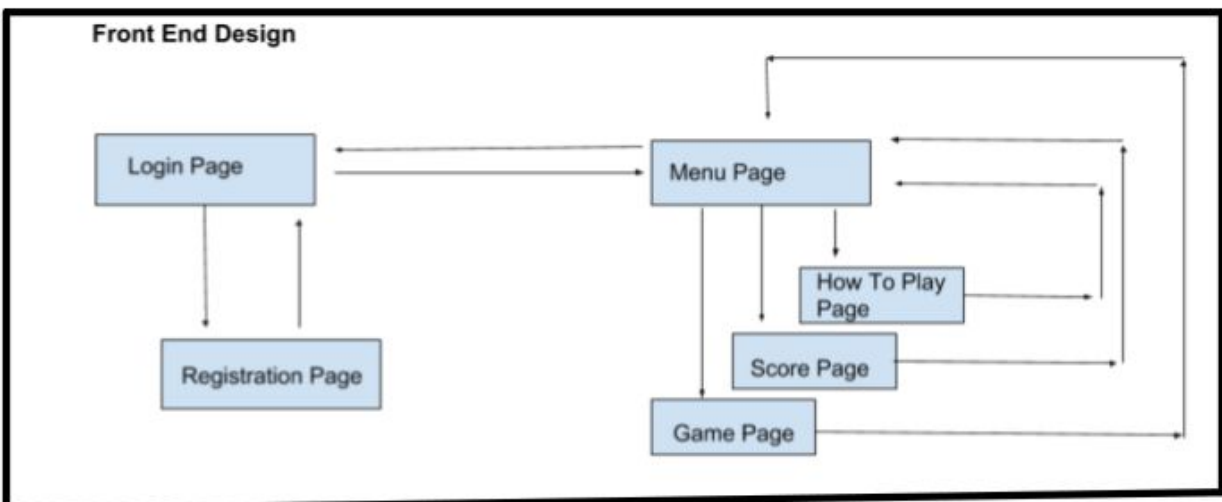 Front End Design
Login Page
Menu Page
How To Play
Page
Score Page
Registration Page
Game Page